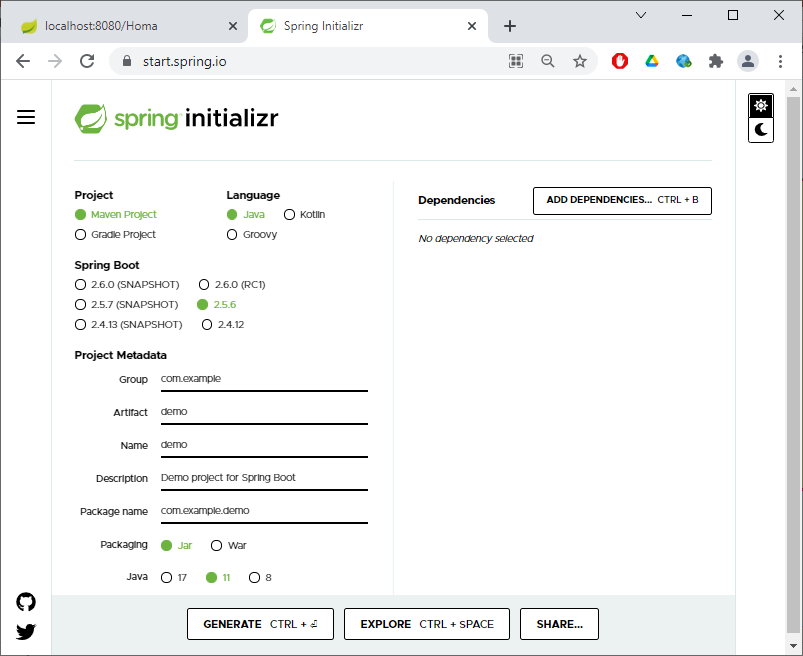 localhost:8080/Homa
Spring Initializr
start.spring.io
spring initializr
Project
Maven Project
Gradle Project
Language
Java Kotlin
Groovy
Spring Boot
2.6.0 (SNAPSHOT) 2.6.0 (RC1)
2.5.7 (SNAPSHOT) 2.5.6
2.4.13 (SNAPSHOT) 2.4.12
Project Metadata
Group com.example
Artifact demo
Name demo
Description Demo project for Spring Boot
Package name com.example.demo
Packaging Jar War
Java 17 11 8
Dependencies ADD DEPENDENCIES... CTRL + B
No dependency selected
GENERATE CTRL + ⏎ EXPLORE CTRL + SPACE SHARE...